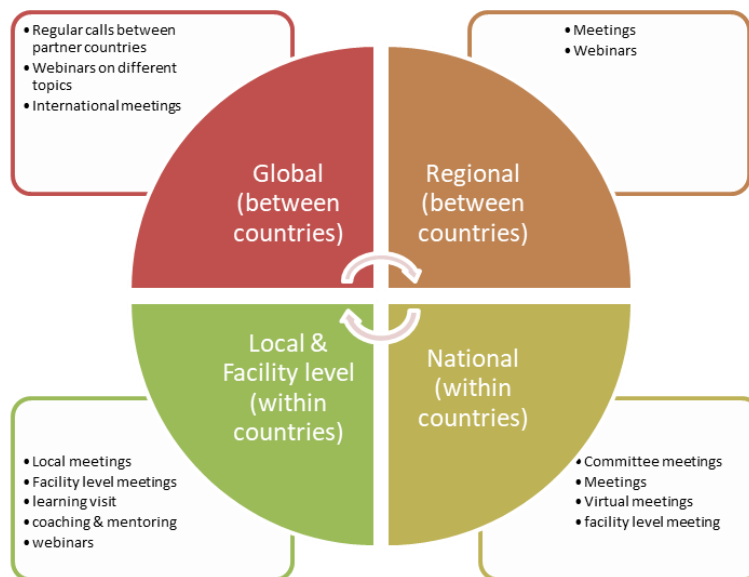 • Regular calls between
partner countries
• Webinars on different
topics
• International meetings
• Meetings
• Webinars
Global
(between
countries)
Regional
(between
countries)
Local &
Facility level
(within
countries)
National
(within
countries)
• Local meetings
• Facility level meetings
• learning visit
• coaching & mentoring
• webinars
• Committee meetings
• Meetings
• Virtual meetings
• facility level meeting